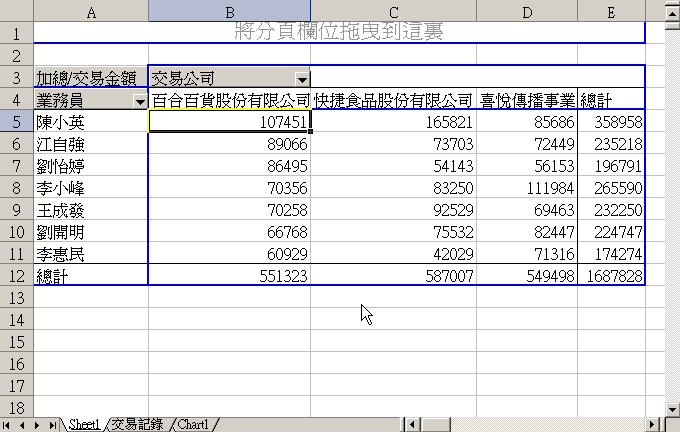 A B C D E
1 將分頁欄位拖曳到這裏
2
3 加總/交易金額 交易公司
4 業務員 百合百貨股份有限公司 快捷食品股份有限公司 喜悅傳播事業 總計
5 陳小英 107451 165821 85686 358958
6 江自強 89066 73703 72449 235218
7 劉怡婷 86495 54143 56153 196791
8 李小峰 70356 83250 111984 265590
9 王成發 70258 92529 69463 232250
10 劉開明 66768 75532 82447 224747
11 李惠民 60929 42029 71316 174274
12 總計 551323 587007 549498 1687828
13
14
15
16
17
18
Sheet1 交易記錄 Chart1